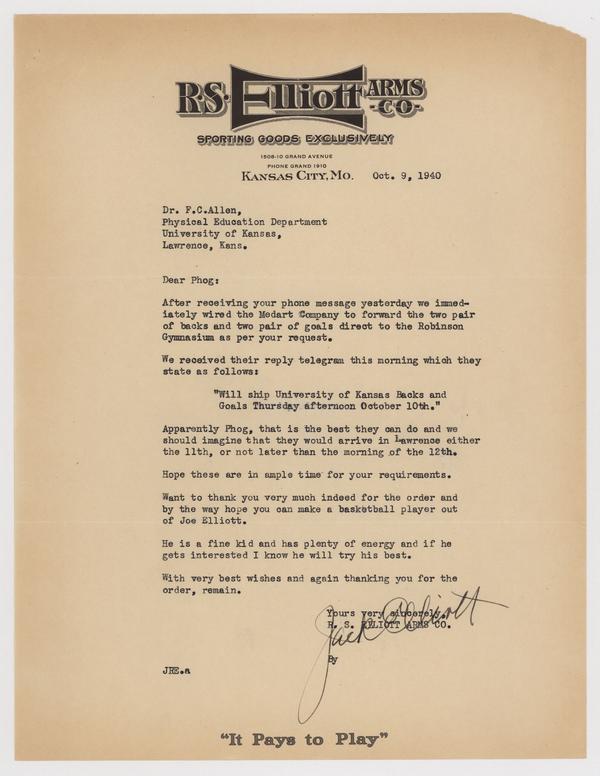 R.S. Elliott ARMS
-CO-
SPORTING GOODS EXCLUSIVELY
1508-10 GRAND AVENUE
PHONE GRAND 1910
KANSAS CITY, MO. Oct. 9, 1940
Dr. F.C.Allen,
Physical Education Department
University of Kansas,
Lawrence, Kans.
Dear Phog:
After receiving your phone message yesterday we immed-
iately wired the Medart Company to forward the two pair
of backs and two pair of goals direct to the Robinson
Gymnasium as per your request.
We received their reply telegram this morning which they
state as follows:
"Will ship University of Kansas Backs and
Goals Thursday afternoon October 10th."
Apparently Phog, that is the best they can do and we
should imagine that they would arrive in Lawrence either
the 11th, or not later than the morning of the 12th.
Hope these are in ample time for your requirements.
Want to thank you very much indeed for the order and
by the way hope you can make a basketball player out
of Joe Elliott.
He is a fine kid and has plenty of energy and if he
gets interested I know he will try his best.
With very best wishes and again thanking you for the
order, remain.
Yours very sincerely,
R. S. ELLIOTT ARMS CO.
Jack Elliott
By
JEE.a
"It Pays to Play"